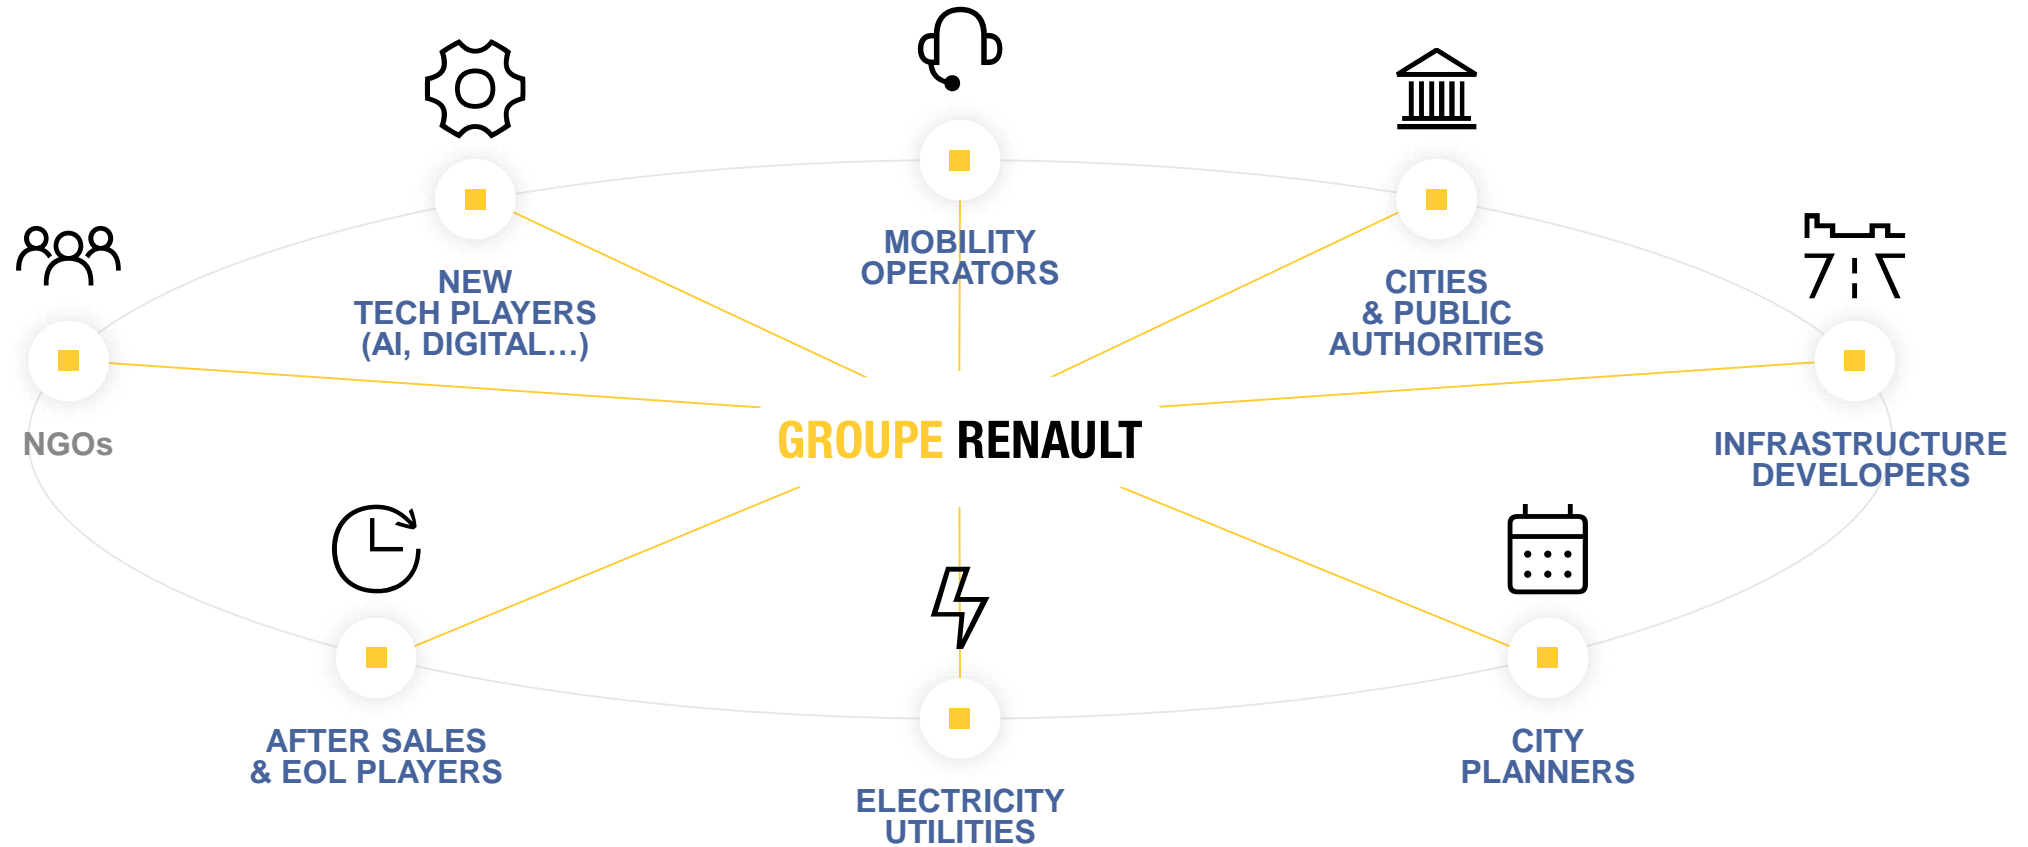 MOBILITY
OPERATORS
NEW
TECH PLAYERS
(AI, DIGITAL…)
CITIES
& PUBLIC
AUTHORITIES
NGOs
GROUPE RENAULT
INFRASTRUCTURE
DEVELOPERS
AFTER SALES
& EOL PLAYERS
ELECTRICITY
UTILITIES
CITY
PLANNERS